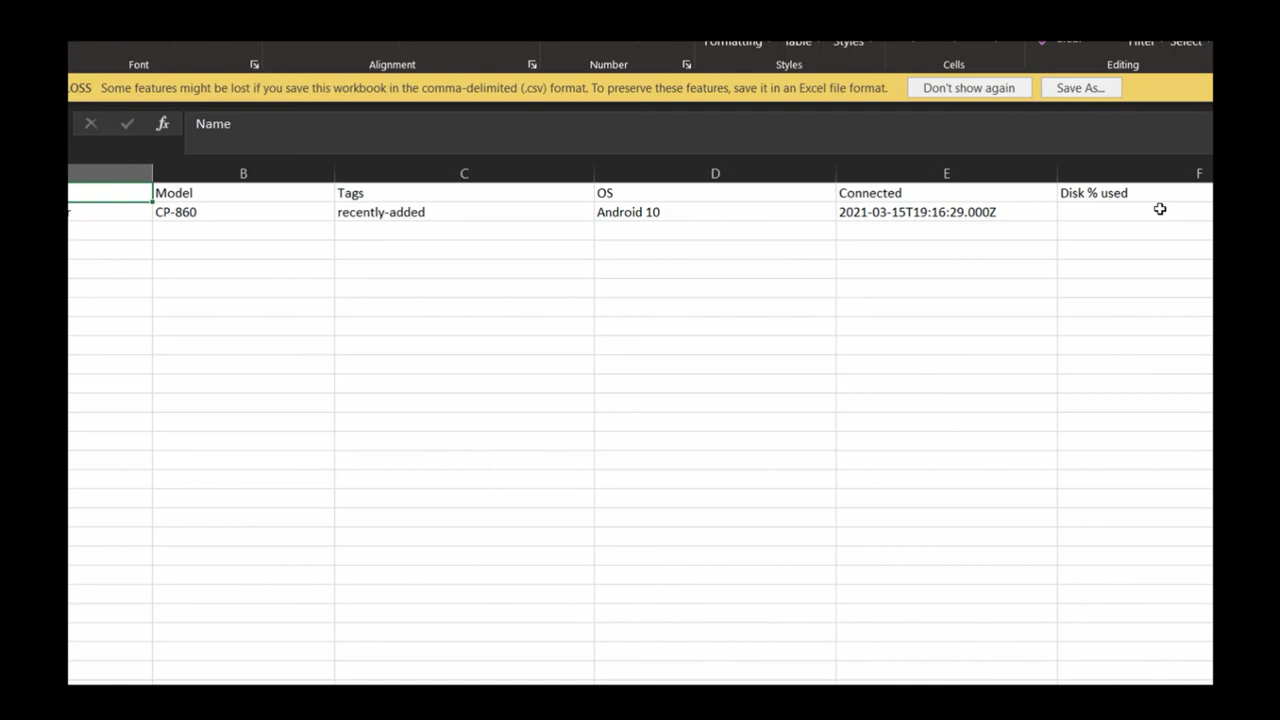 Formatting Table Styles Filter Select
Font Alignment Number Styles Cells Editing
LOSS Some features might be lost if you save this workbook in the comma-delimited (.csv) format. To preserve these features, save it in an Excel file format. Don't show again Save As...
fx Name
B C D E F
Model Tags OS Connected Disk % used
r CP-860 recently-added Android 10 2021-03-15T19:16:29.000Z